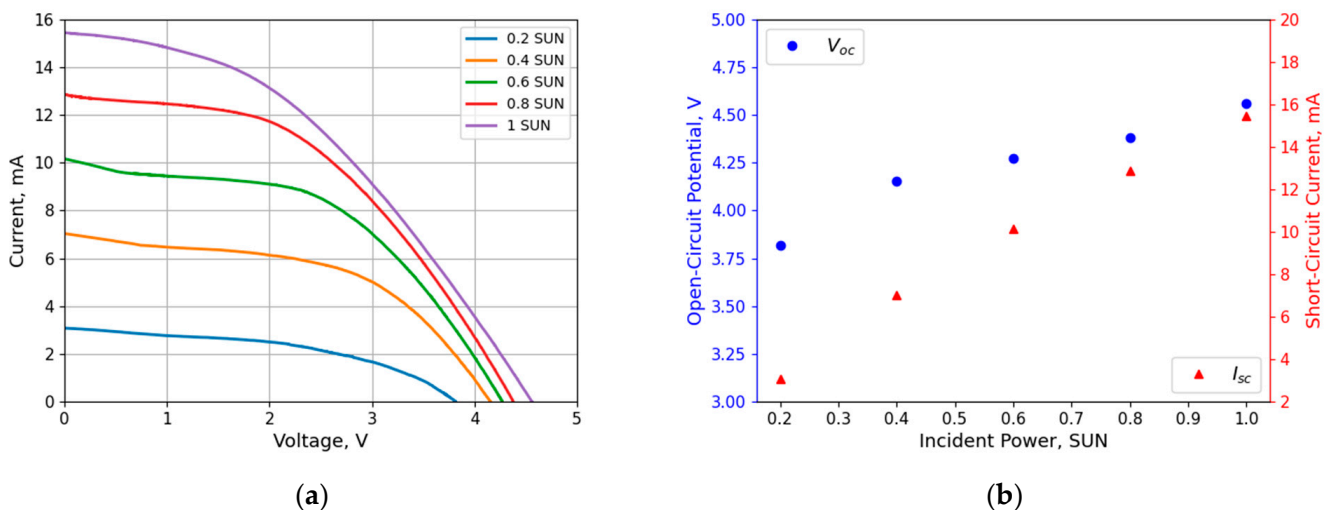 16
14
12
10
8
6
4
2
0
Current, mA
0 1 2 3 4 5
Voltage, V
0.2 SUN
0.4 SUN
0.6 SUN
0.8 SUN
1 SUN
(a)
5.00
4.75
4.50
4.25
4.00
3.75
3.50
3.25
3.00
Open-Circuit Potential, V
V_oc
I_sc
0.2 0.3 0.4 0.5 0.6 0.7 0.8 0.9 1.0
Incident Power, SUN
20
18
16
14
12
10
8
6
4
2
Short-Circuit Current, mA
(b)